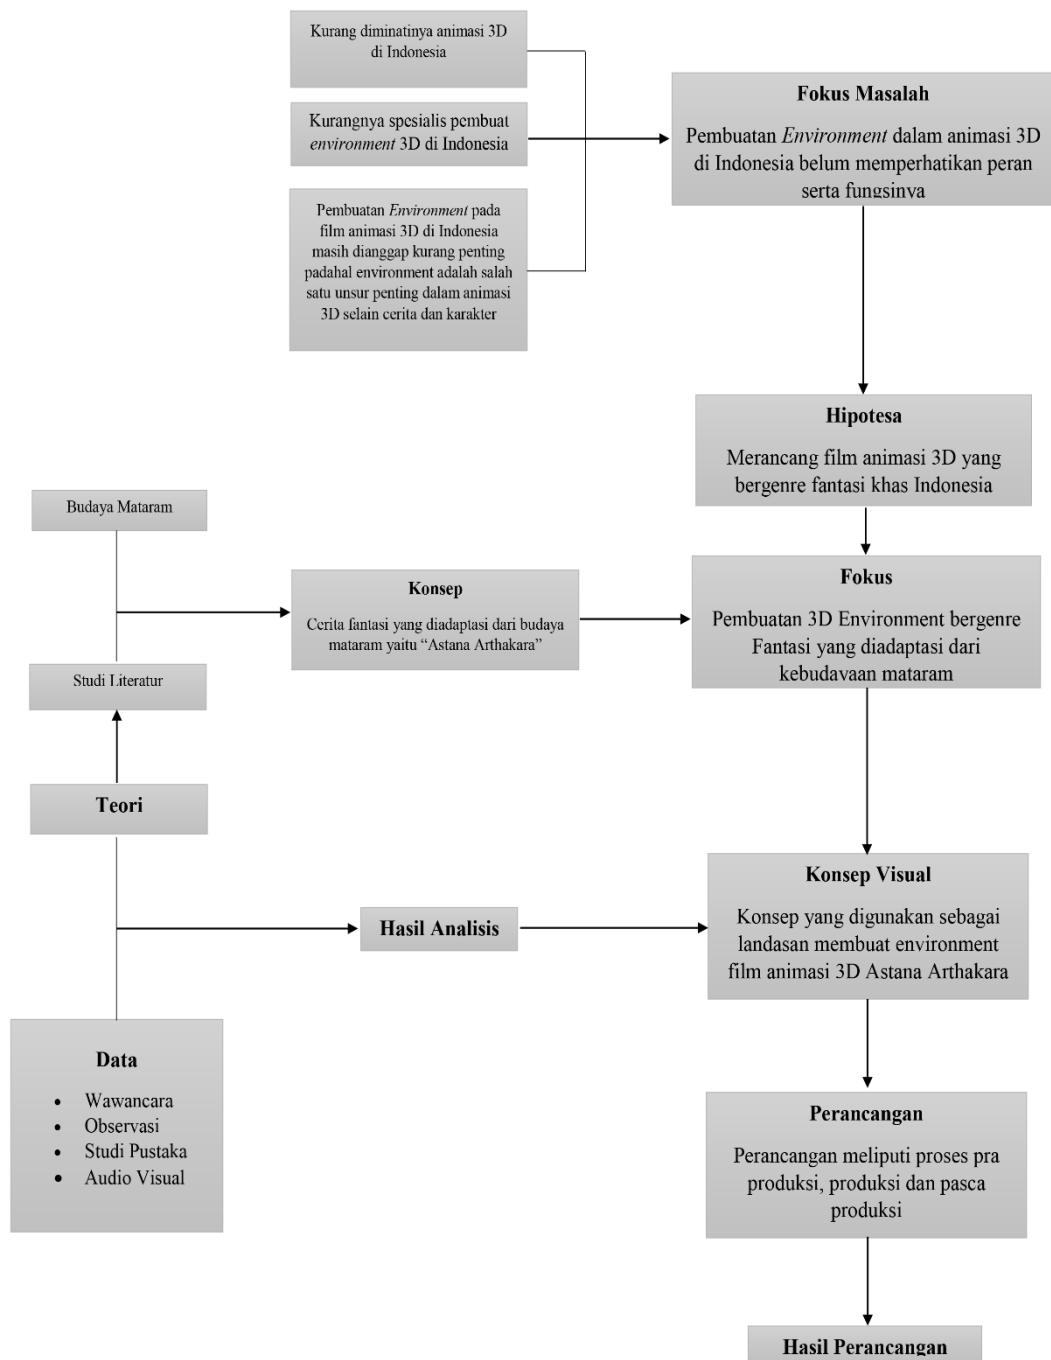 Kurang diminatinya animasi 3D
di Indonesia
Kurangnya spesialis pembuat
environment 3D di Indonesia
Pembuatan Environment pada
film animasi 3D di Indonesia
masih dianggap kurang penting
padahal environment adalah salah
satu unsur penting dalam animasi
3D selain cerita dan karakter
Fokus Masalah
Pembuatan Environment dalam animasi 3D
di Indonesia belum memperhatikan peran
serta fungsinya
Hipotesa
Merancang film animasi 3D yang
bergenre fantasi khas Indonesia
Budaya Mataram
Studi Literatur
Teori
Konsep
Cerita fantasi yang diadaptasi dari budaya
mataram yaitu “Astana Arthakara”
Fokus
Pembuatan 3D Environment bergenre
Fantasi yang diadaptasi dari
kebudayaan mataram
Hasil Analisis
Konsep Visual
Konsep yang digunakan sebagai
landasan membuat environment
film animasi 3D Astana Arthakara
Data
• Wawancara
• Observasi
• Studi Pustaka
• Audio Visual
Perancangan
Perancangan meliputi proses pra
produksi, produksi dan pasca
produksi
Hasil Perancangan